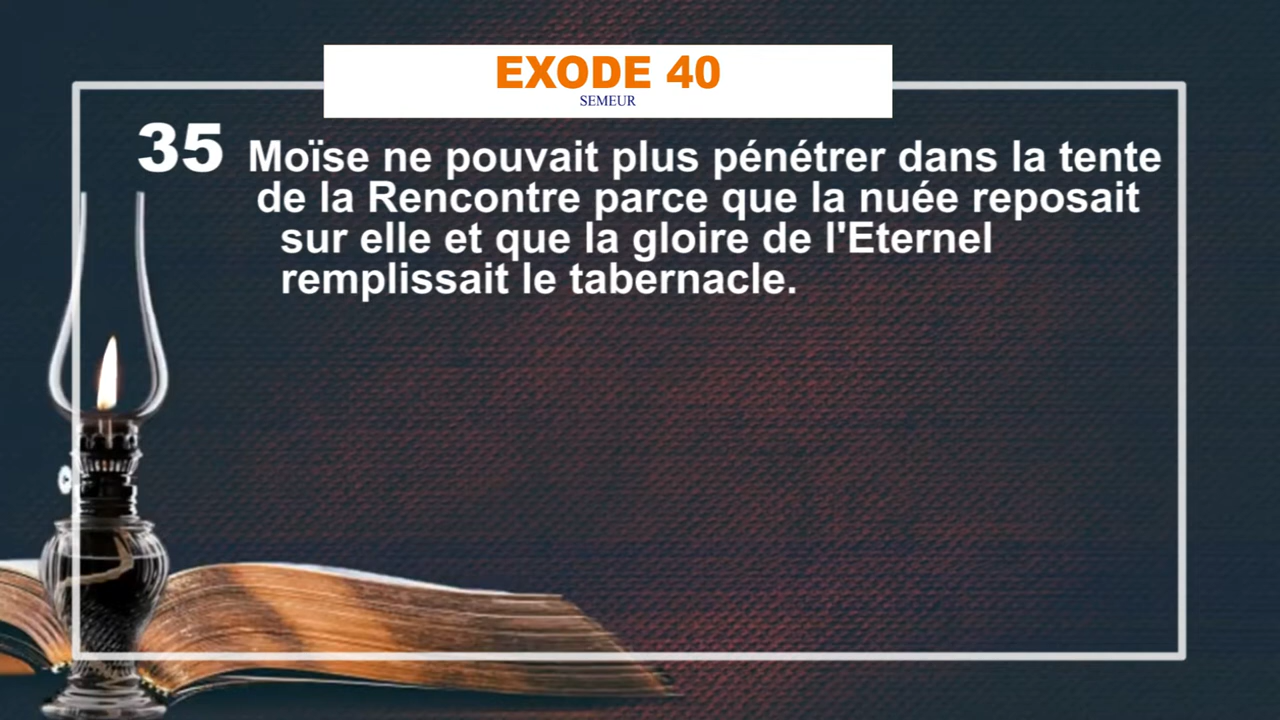 EXODE 40
SEMEUR
35 Moïse ne pouvait plus pénétrer dans la tente
de la Rencontre parce que la nuée reposait
sur elle et que la gloire de l'Eternel
remplissait le tabernacle.